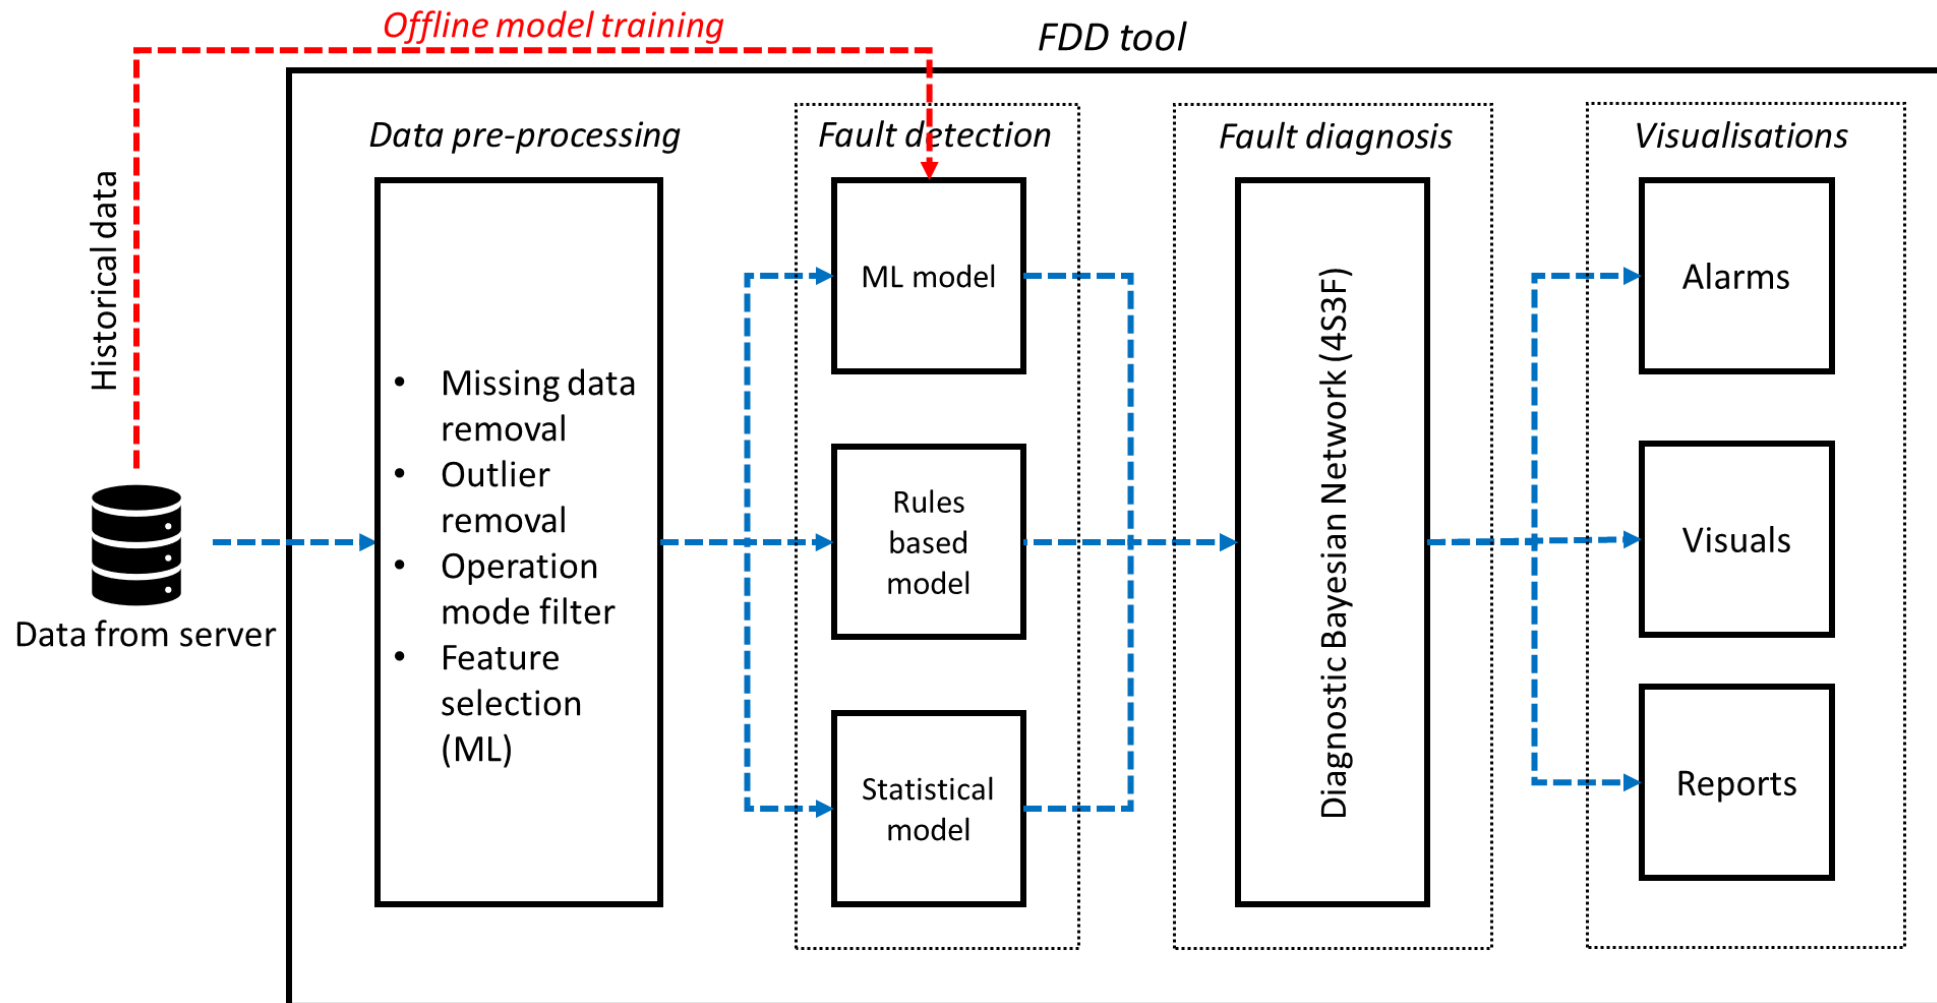 Offline model training
FDD tool
Historical data
Data from server
Data pre-processing
• Missing data
removal
• Outlier
removal
• Operation
mode filter
• Feature
selection
(ML)
Fault detection
ML model
Rules
based
model
Statistical
model
Fault diagnosis
Diagnostic Bayesian Network (4S3F)
Visualisations
Alarms
Visuals
Reports